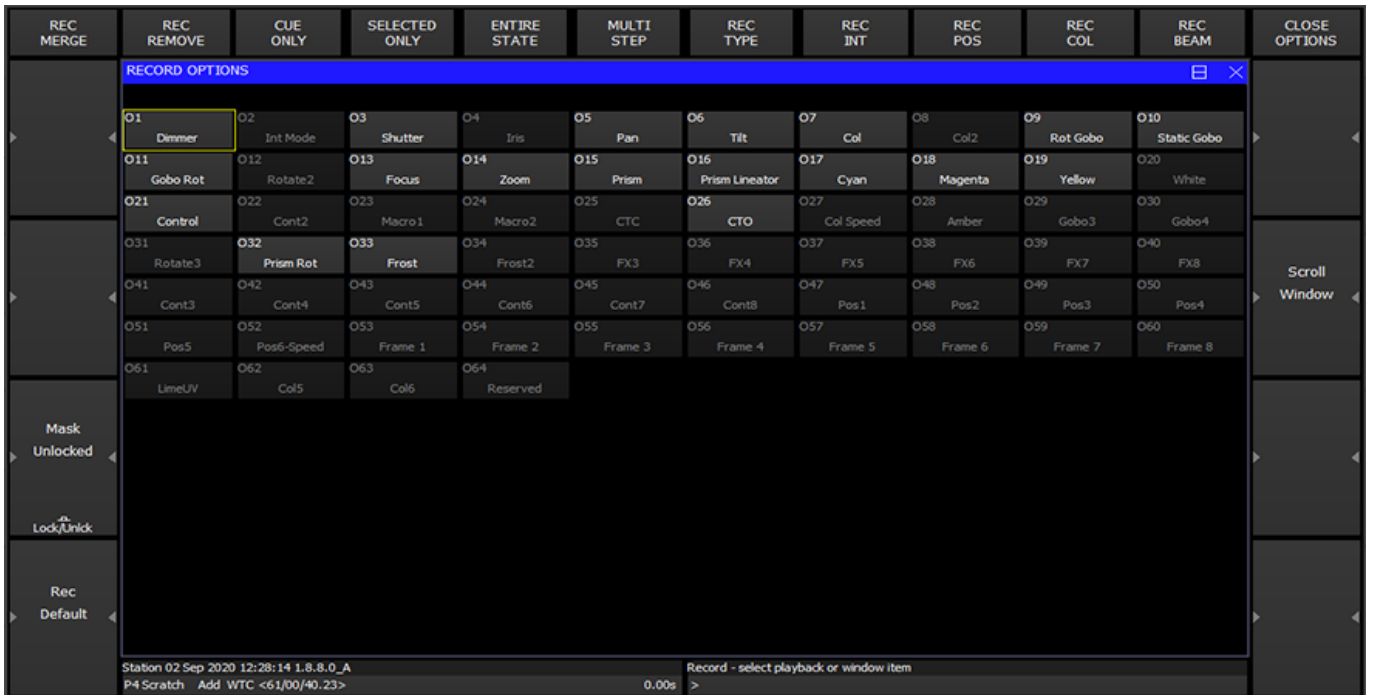 REC MERGE
REC REMOVE
CUE ONLY
SELECTED ONLY
ENTIRE STATE
MULTI STEP
REC TYPE
REC INT
REC POS
REC COL
REC BEAM
CLOSE OPTIONS
RECORD OPTIONS
O1 O2 O3 O4 O5 O6 O7 O8 O9 O10
Dimmer Int Mode Shutter Iris Pan Tilt Col Col2 Rot Gobo Static Gobo
O11 O12 O13 O14 O15 O16 O17 O18 O19 O20
Gobo Rot Rotate2 Focus Zoom Prism Prism Lineator Cyan Magenta Yellow White
O21 O22 O23 O24 O25 O26 O27 O28 O29 O30
Control Cont2 Macro1 Macro2 CTC CTO Col Speed Amber Gobo3 Gobo4
O31 O32 O33 O34 O35 O36 O37 O38 O39 O40
Rotate3 Prism Rot Frost Frost2 FX3 FX4 FX5 FX6 FX7 FX8
O41 O42 O43 O44 O45 O46 O47 O48 O49 O50
Cont3 Cont4 Cont5 Cont6 Cont7 Cont8 Pos1 Pos2 Pos3 Pos4
O51 O52 O53 O54 O55 O56 O57 O58 O59 O60
Pos5 Pos6-Speed Frame 1 Frame 2 Frame 3 Frame 4 Frame 5 Frame 6 Frame 7 Frame 8
O61 O62 O63 O64
LimeUV Col5 Col6 Reserved
Scroll
Window
Mask
Unlocked
Lock/Unlck
Rec
Default
Station 02 Sep 2020 12:28:14 1.8.8.0_A
Record - select playback or window item
P4 Scratch Add WTC <61/00/40.23> 0.00s >